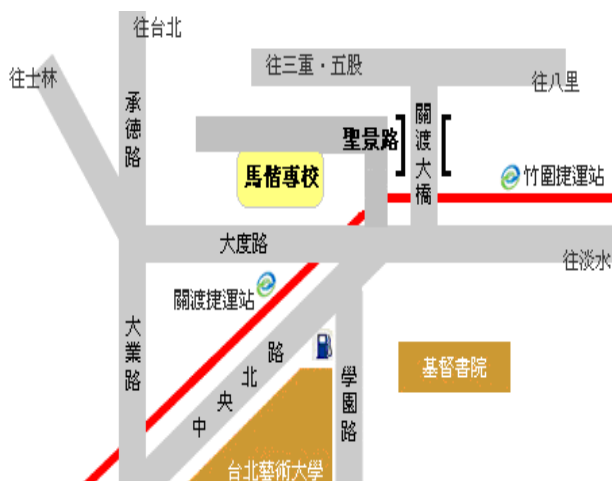 往台北
往三重．五股
往士林
往八里
承德路
關渡大橋
聖景路
馬偕專校
竹圍捷運站
大度路
往淡水
關渡捷運站
大業路
中央北路
學園路
基督書院
台北藝術大學